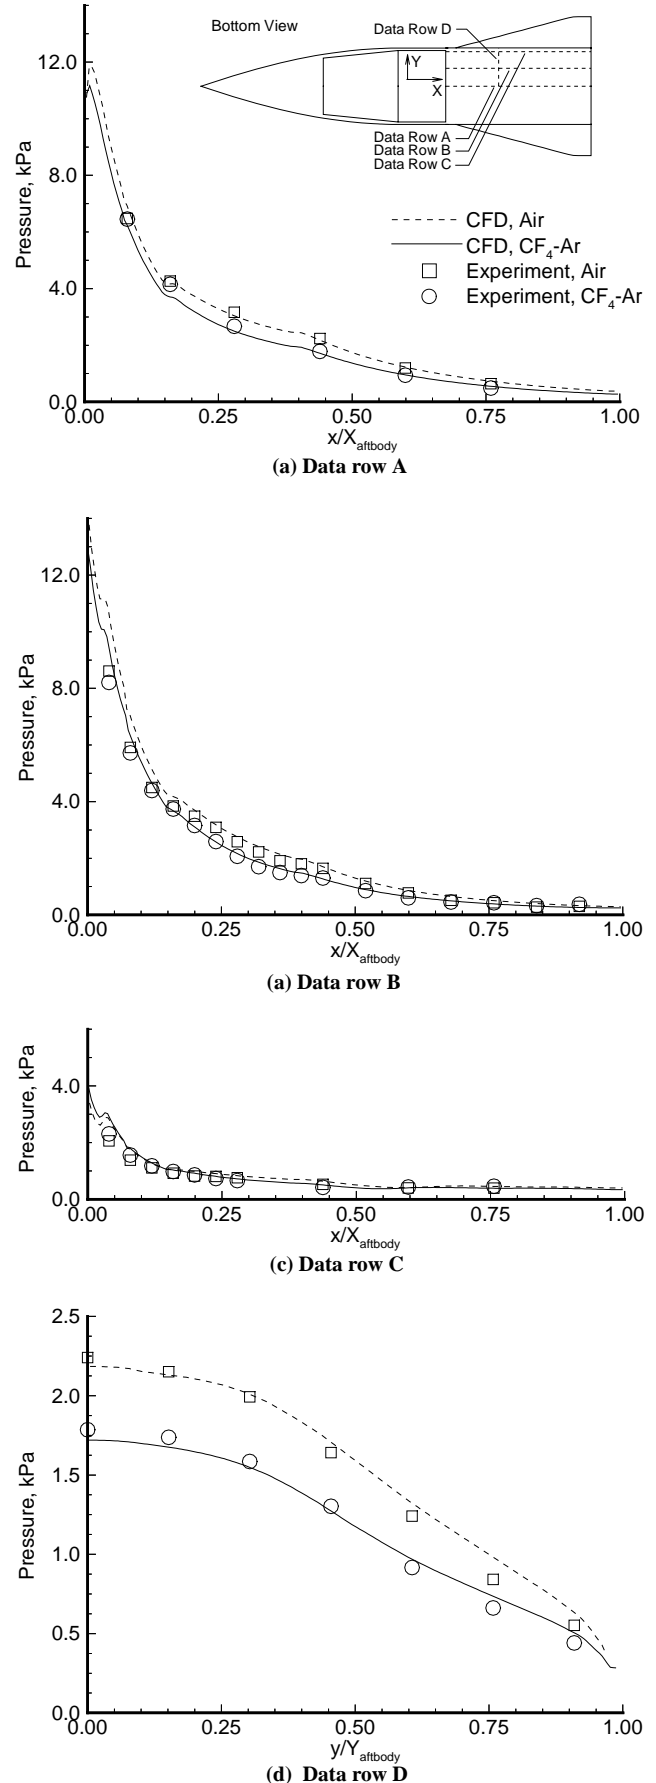 Bottom View
Data Row D
Y
X
Data Row A
Data Row B
Data Row C
CFD, Air
CFD, CF4-Ar
Experiment, Air
Experiment, CF4-Ar
Pressure, kPa
12.0
8.0
4.0
0.0
0.00 0.25 0.50 0.75 1.00
x/Xaftbody
(a) Data row A
Pressure, kPa
12.0
8.0
4.0
0.0
0.00 0.25 0.50 0.75 1.00
x/Xaftbody
(a) Data row B
Pressure, kPa
4.0
0.0
0.00 0.25 0.50 0.75 1.00
x/Xaftbody
(c) Data row C
Pressure, kPa
2.5
2.0
1.5
1.0
0.5
0.0
0.00 0.25 0.50 0.75 1.00
y/Yaftbody
(d) Data row D